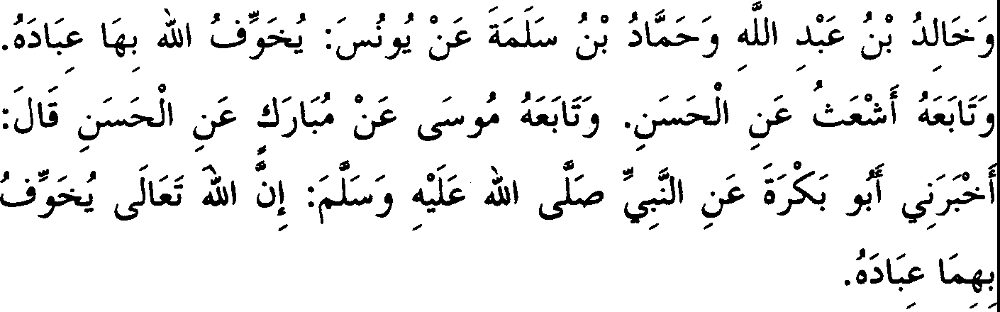 وَخَالِدُ بْنُ عَبْدِ اللَّهِ وَحَمَّادُ بْنُ سَلَمَةَ عَنْ يُونُسَ: يُخَوِّفُ الله بِهَا عِبَادَهُ.
وَتَابَعَهُ أَشْعَثُ عَنِ الْحَسَنِ. وَتَابَعَهُ مُوسَى عَنْ مُبَارَكٍ عَنِ الْحَسَنِ قَالَ:
أَخْبَرَنِي أَبُو بَكْرَةَ عَنِ النَّبِيِّ صَلَّى الله عَلَيْهِ وَسَلَّمَ: إِنَّ اللهَ تَعَالَى يُخَوِّفُ
بِهِمَا عِبَادَهُ.